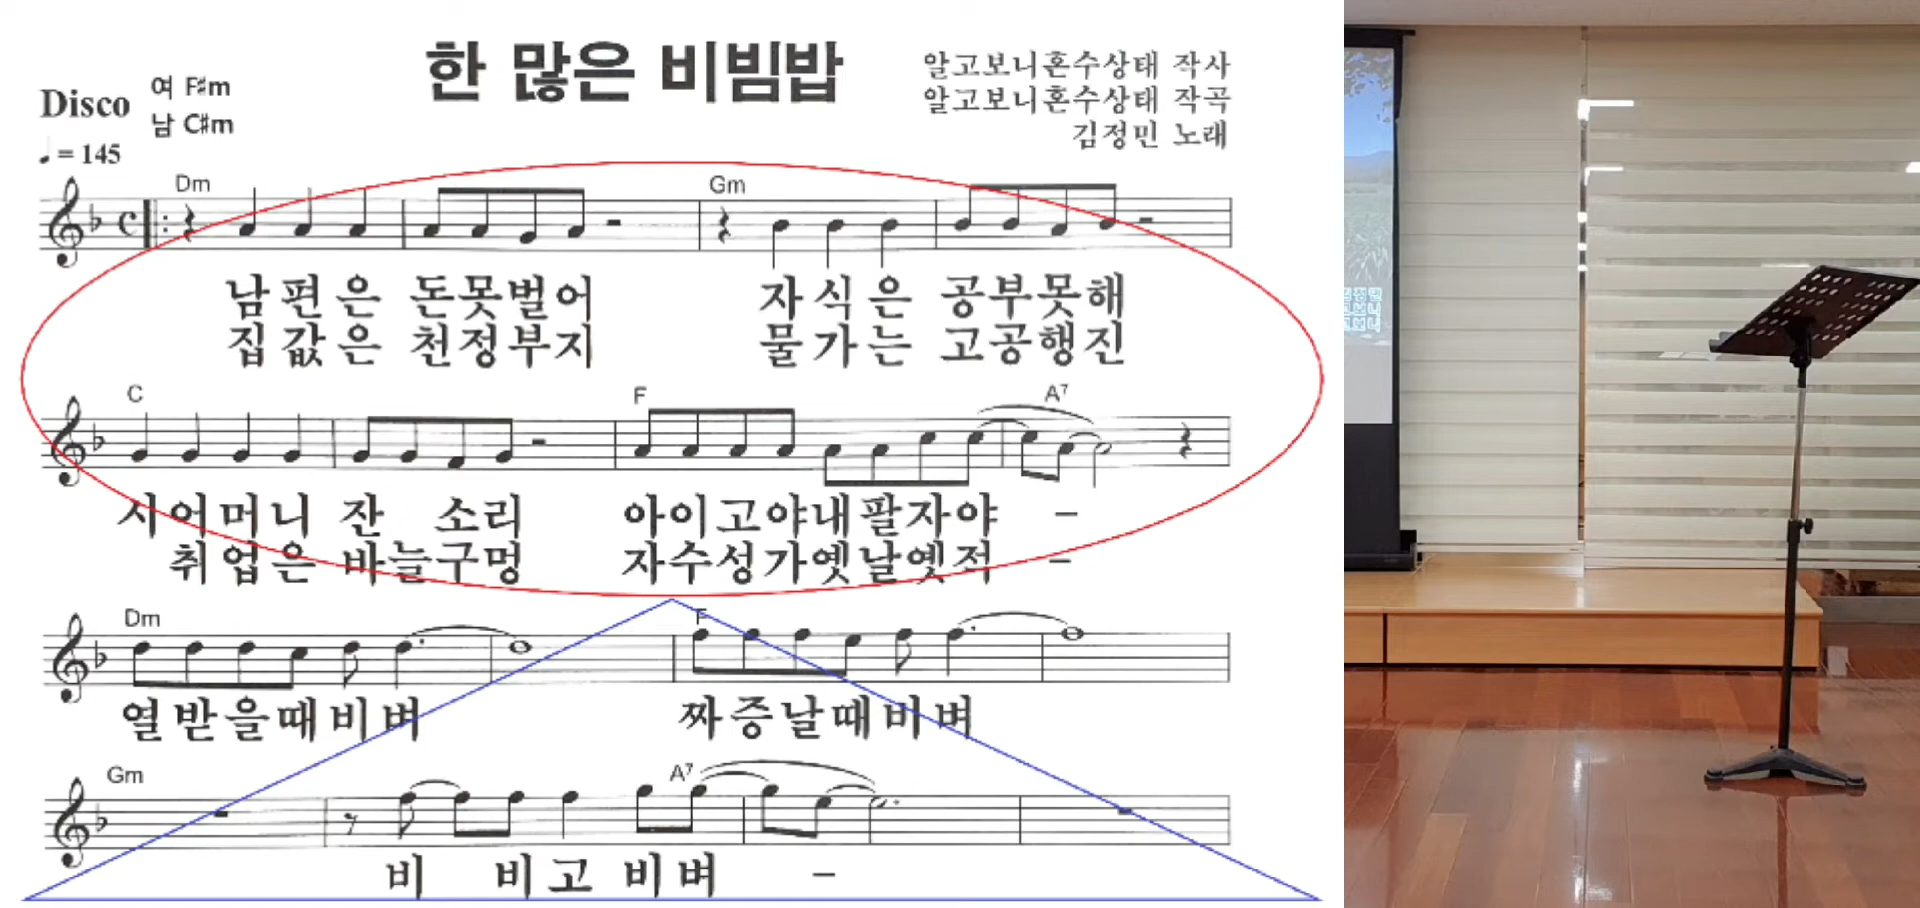 한 많은 비빔밥
알고보니혼수상태 작사
알고보니혼수상태 작곡
김정민 노래
Disco
여 F#m
남 C#m
♩= 145
Dm Gm
남편은 돈못벌어 자식은 공부못해
집값은 천정부지 물가는 고공행진
C F A7
시어머니 잔 소리 아이고야내팔자야 –
취업은 바늘구멍 자수성가옛날옛적 –
Dm F
열받을때비벼 짜증날때비벼
Gm A7
비 비고 비벼 –